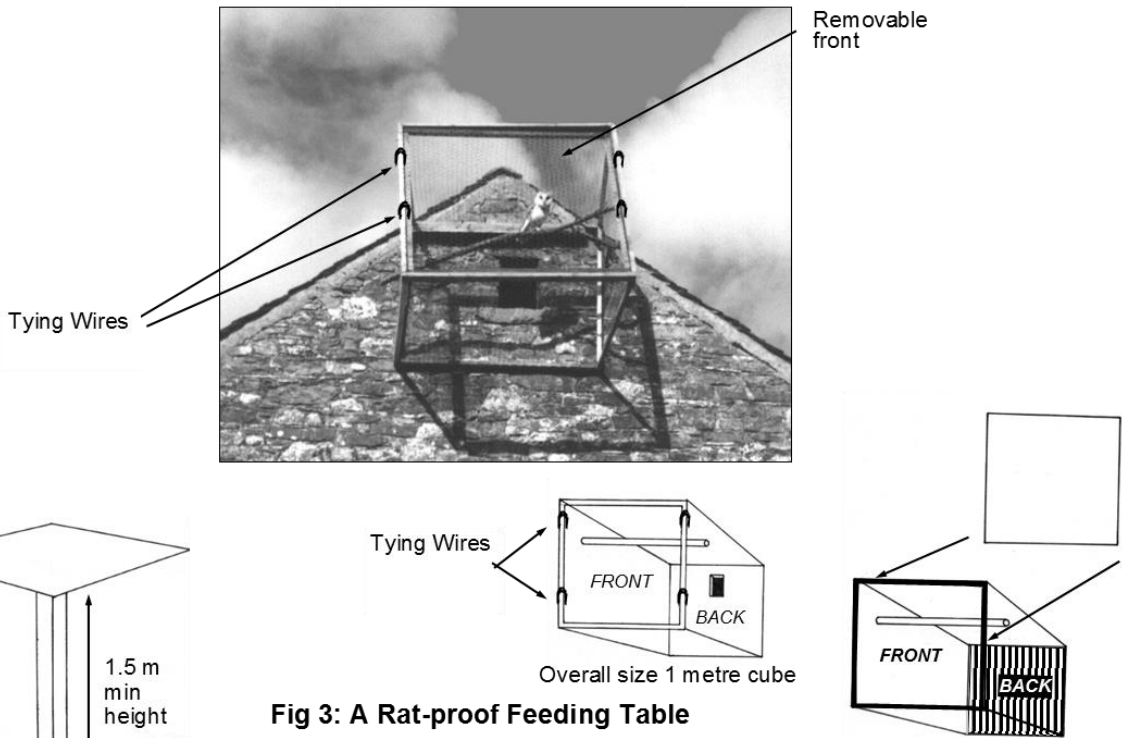 Removable
front
Tying Wires
Tying Wires
FRONT
BACK
Overall size 1 metre cube
1.5 m
min
height
Fig 3: A Rat-proof Feeding Table
FRONT
BACK